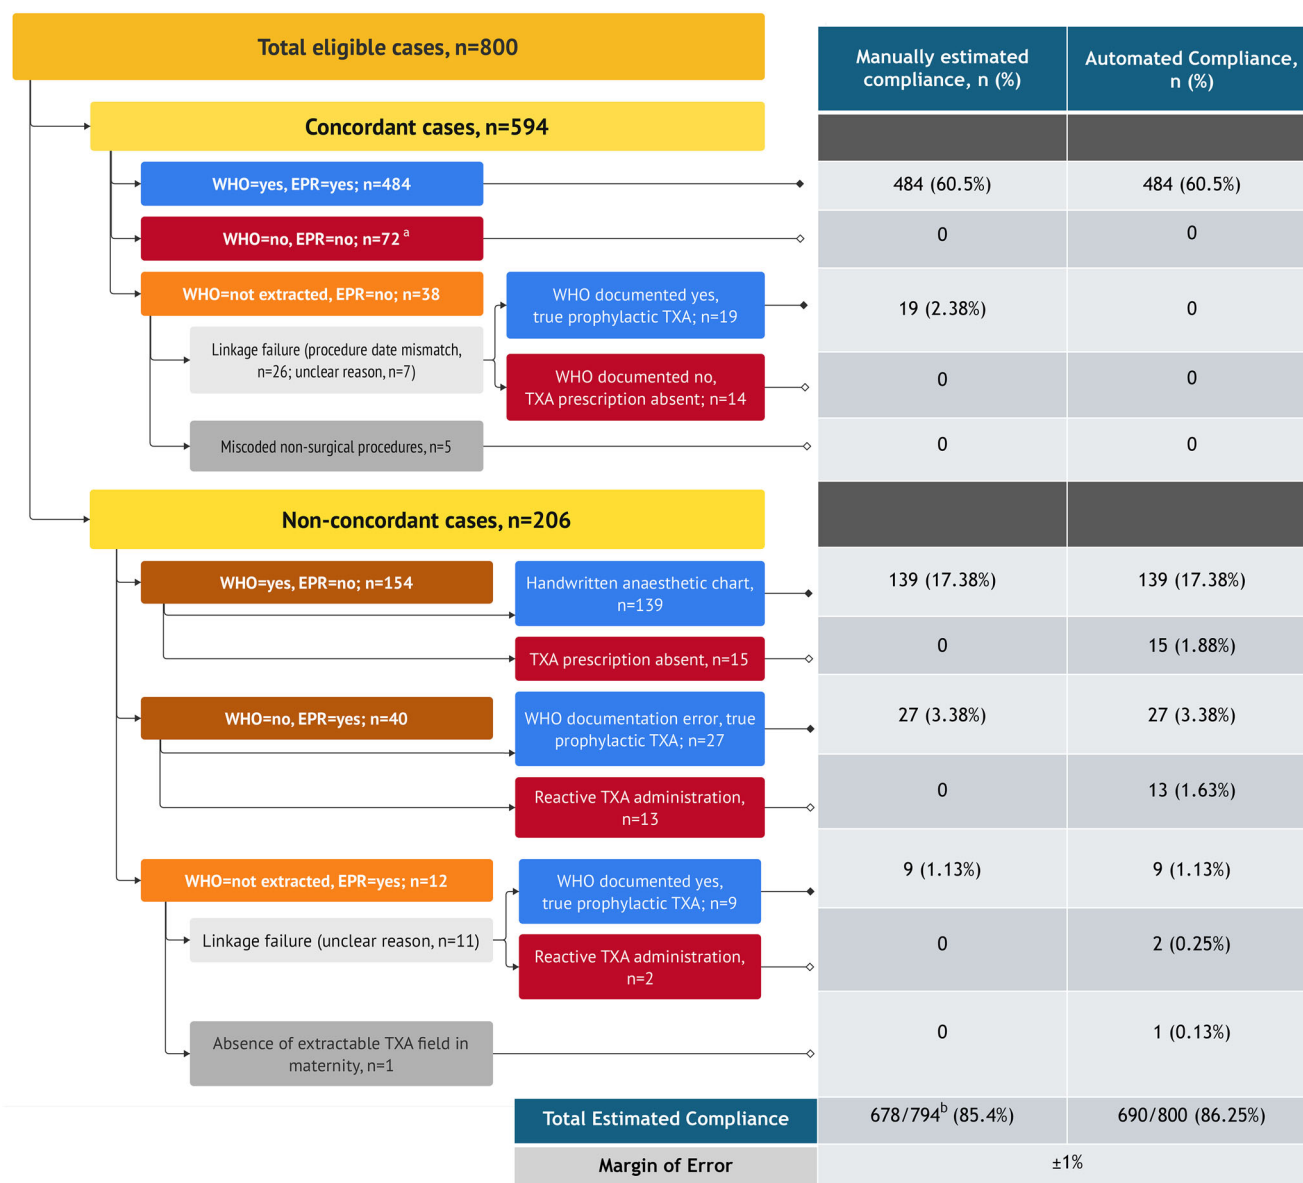 Total eligible cases, n=800
Manually estimated
compliance, n (%)
Automated Compliance,
n (%)
Concordant cases, n=594
WHO=yes, EPR=yes; n=484
484 (60.5%)
484 (60.5%)
WHO=no, EPR=no; n=72 a
0
0
WHO=not extracted, EPR=no; n=38
WHO documented yes,
true prophylactic TXA; n=19
19 (2.38%)
0
Linkage failure (procedure date mismatch,
n=26; unclear reason, n=7)
WHO documented no,
TXA prescription absent; n=14
0
0
Miscoded non-surgical procedures, n=5
0
0
Non-concordant cases, n=206
WHO=yes, EPR=no; n=154
Handwritten anaesthetic chart,
n=139
139 (17.38%)
139 (17.38%)
TXA prescription absent, n=15
0
15 (1.88%)
WHO=no, EPR=yes; n=40
WHO documentation error, true
prophylactic TXA; n=27
27 (3.38%)
27 (3.38%)
Reactive TXA administration,
n=13
0
13 (1.63%)
WHO=not extracted, EPR=yes; n=12
WHO documented yes,
true prophylactic TXA; n=9
9 (1.13%)
9 (1.13%)
Linkage failure (unclear reason, n=11)
Reactive TXA administration,
n=2
0
2 (0.25%)
Absence of extractable TXA field in
maternity, n=1
0
1 (0.13%)
Total Estimated Compliance
678/794b (85.4%)
690/800 (86.25%)
Margin of Error
±1%